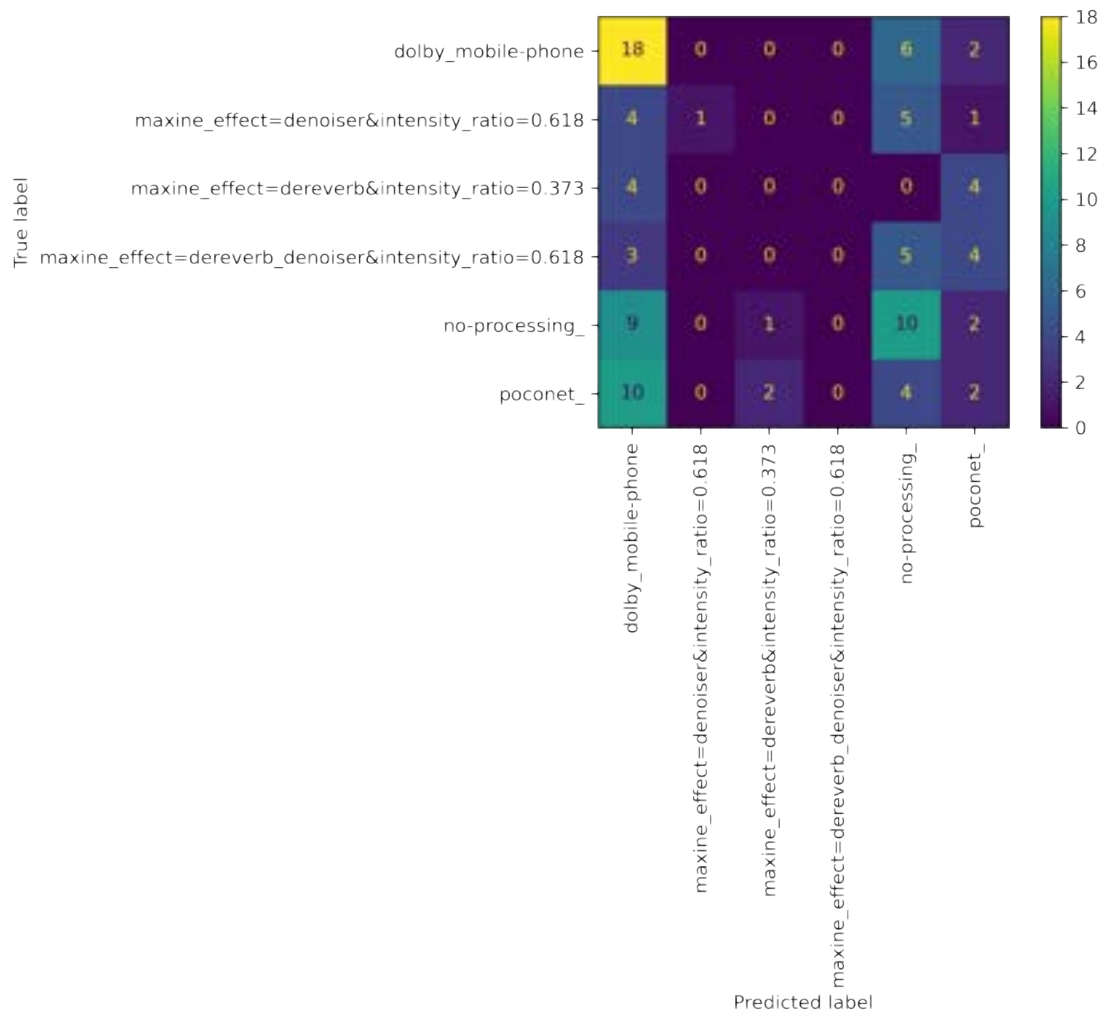 True label
dolby_mobile-phone 18 0 0 0 6 2
maxine_effect=denoiser&intensity_ratio=0.618 4 1 0 0 5 1
maxine_effect=dereverb&intensity_ratio=0.373 4 0 0 0 0 4
maxine_effect=dereverb_denoiser&intensity_ratio=0.618 3 0 0 0 5 4
no-processing_ 9 0 1 0 10 2
poconet_ 10 0 2 0 4 2
dolby_mobile-phone
maxine_effect=denoiser&intensity_ratio=0.618
maxine_effect=dereverb&intensity_ratio=0.373
maxine_effect=dereverb_denoiser&intensity_ratio=0.618
no-processing_
poconet_
Predicted label
18
16
14
12
10
8
6
4
2
0